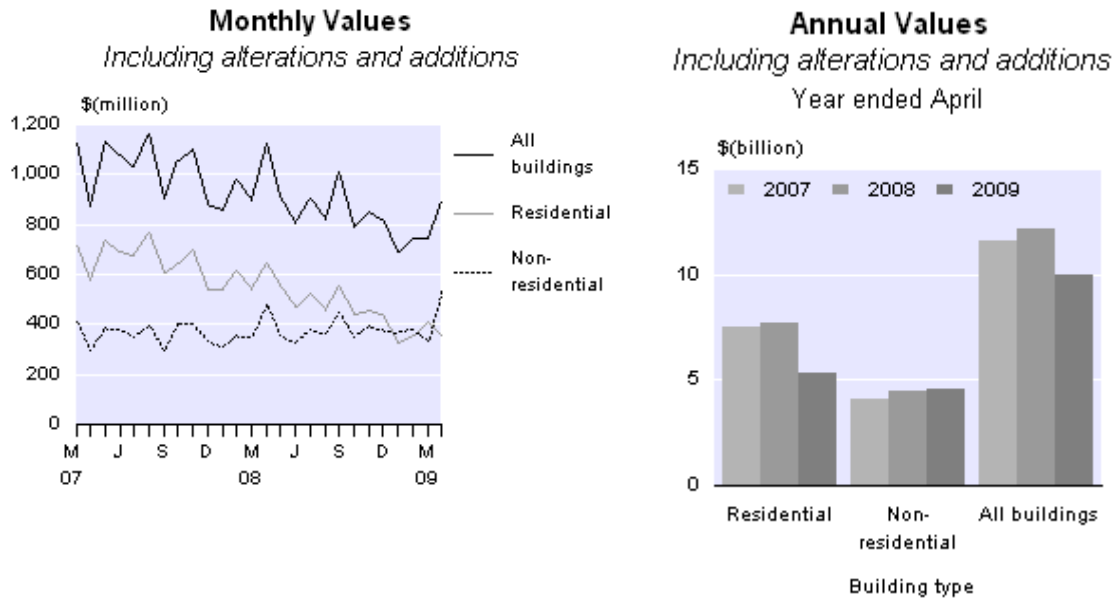 Monthly Values
Including alterations and additions
$(million)
1,200
1,000
800
600
400
200
0
M J S D M J S D M
07 08 09
All
buildings
Residential
Non-
residential
Annual Values
Including alterations and additions
Year ended April
$(billion)
15
10
5
0
2007 2008 2009
Residential Non- All buildings
residential
Building type